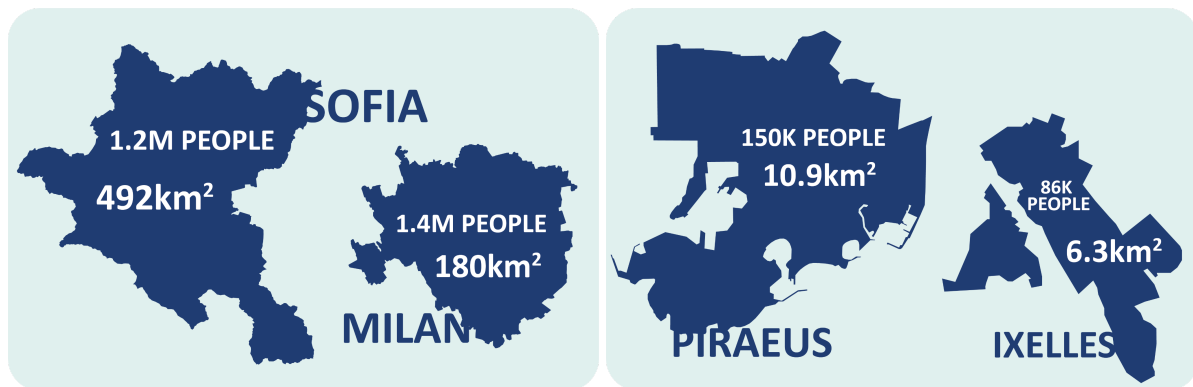 SOFIA
1.2M PEOPLE
492km²
1.4M PEOPLE
180km²
MILAN
150K PEOPLE
10.9km²
PIRAEUS
86K
PEOPLE
6.3km²
IXELLES